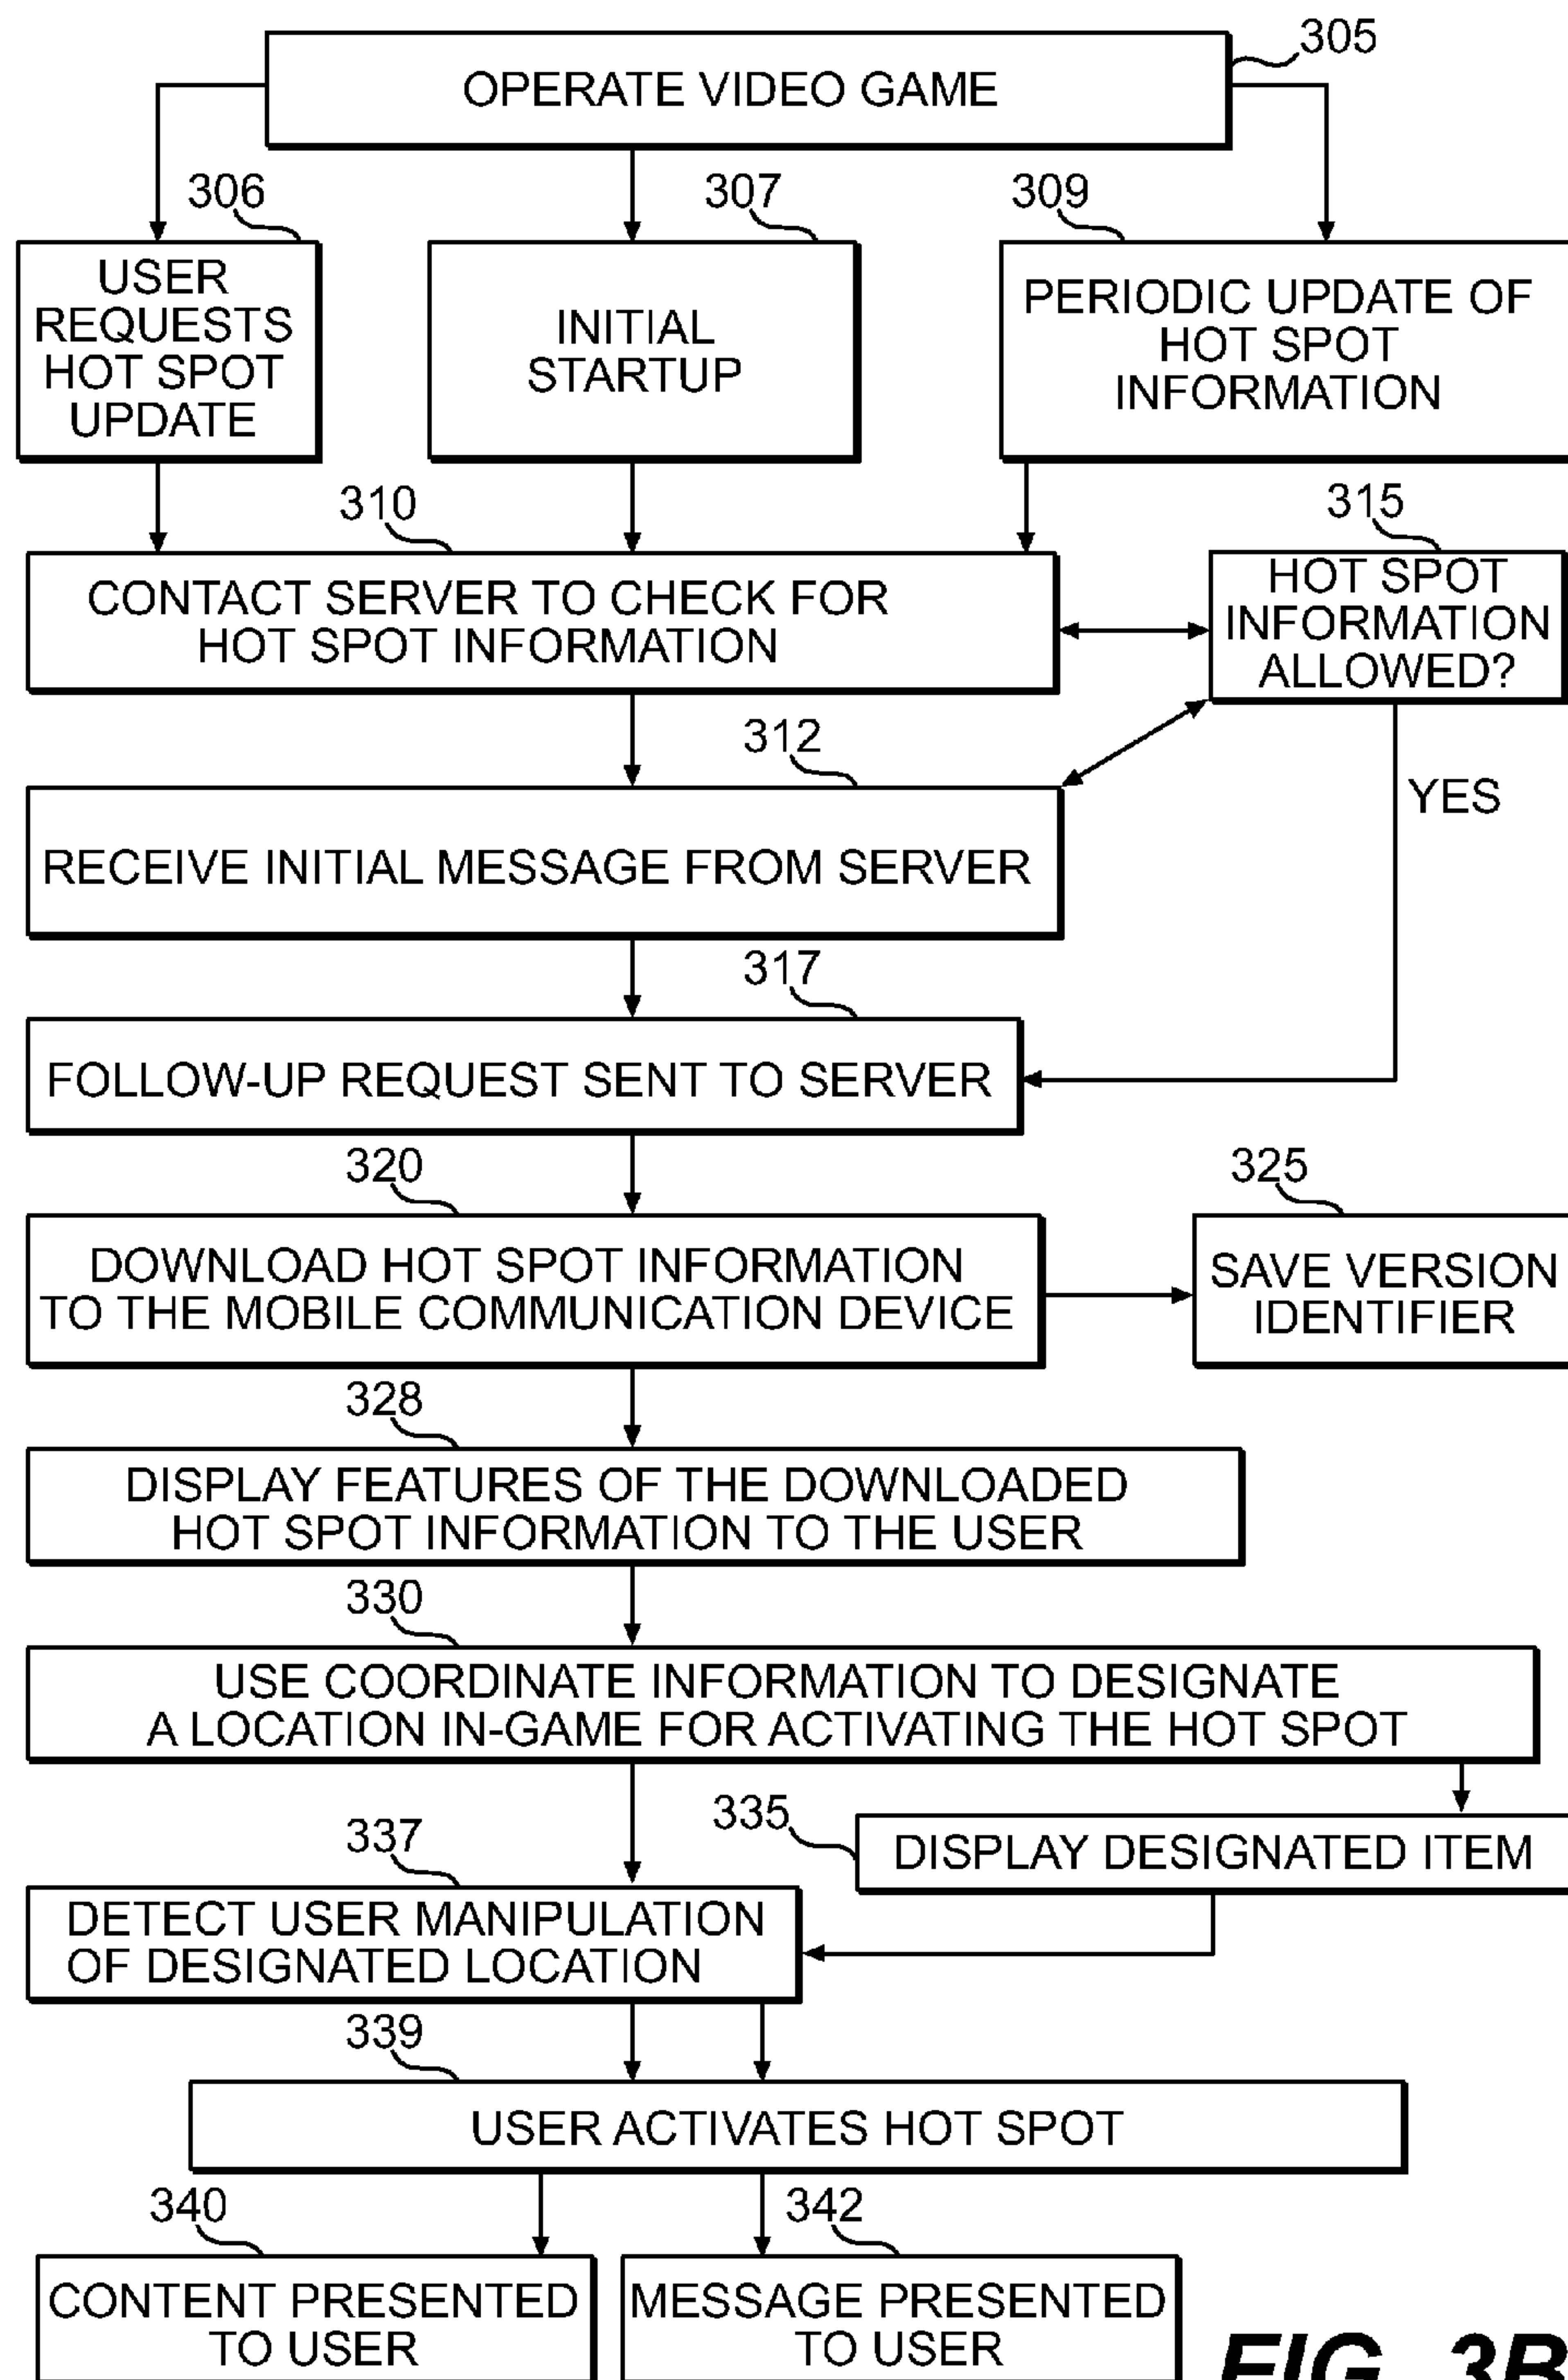 305
OPERATE VIDEO GAME
306
307
309
USER
REQUESTS
HOT SPOT
UPDATE
INITIAL
STARTUP
PERIODIC UPDATE OF
HOT SPOT
INFORMATION
310
315
CONTACT SERVER TO CHECK FOR
HOT SPOT INFORMATION
HOT SPOT
INFORMATION
ALLOWED?
312
YES
RECEIVE INITIAL MESSAGE FROM SERVER
317
FOLLOW-UP REQUEST SENT TO SERVER
320
325
DOWNLOAD HOT SPOT INFORMATION
TO THE MOBILE COMMUNICATION DEVICE
SAVE VERSION
IDENTIFIER
328
DISPLAY FEATURES OF THE DOWNLOADED
HOT SPOT INFORMATION TO THE USER
330
USE COORDINATE INFORMATION TO DESIGNATE
A LOCATION IN-GAME FOR ACTIVATING THE HOT SPOT
335
DISPLAY DESIGNATED ITEM
337
DETECT USER MANIPULATION
OF DESIGNATED LOCATION
339
USER ACTIVATES HOT SPOT
340
342
CONTENT PRESENTED
TO USER
MESSAGE PRESENTED
TO USER
FIG. 3B